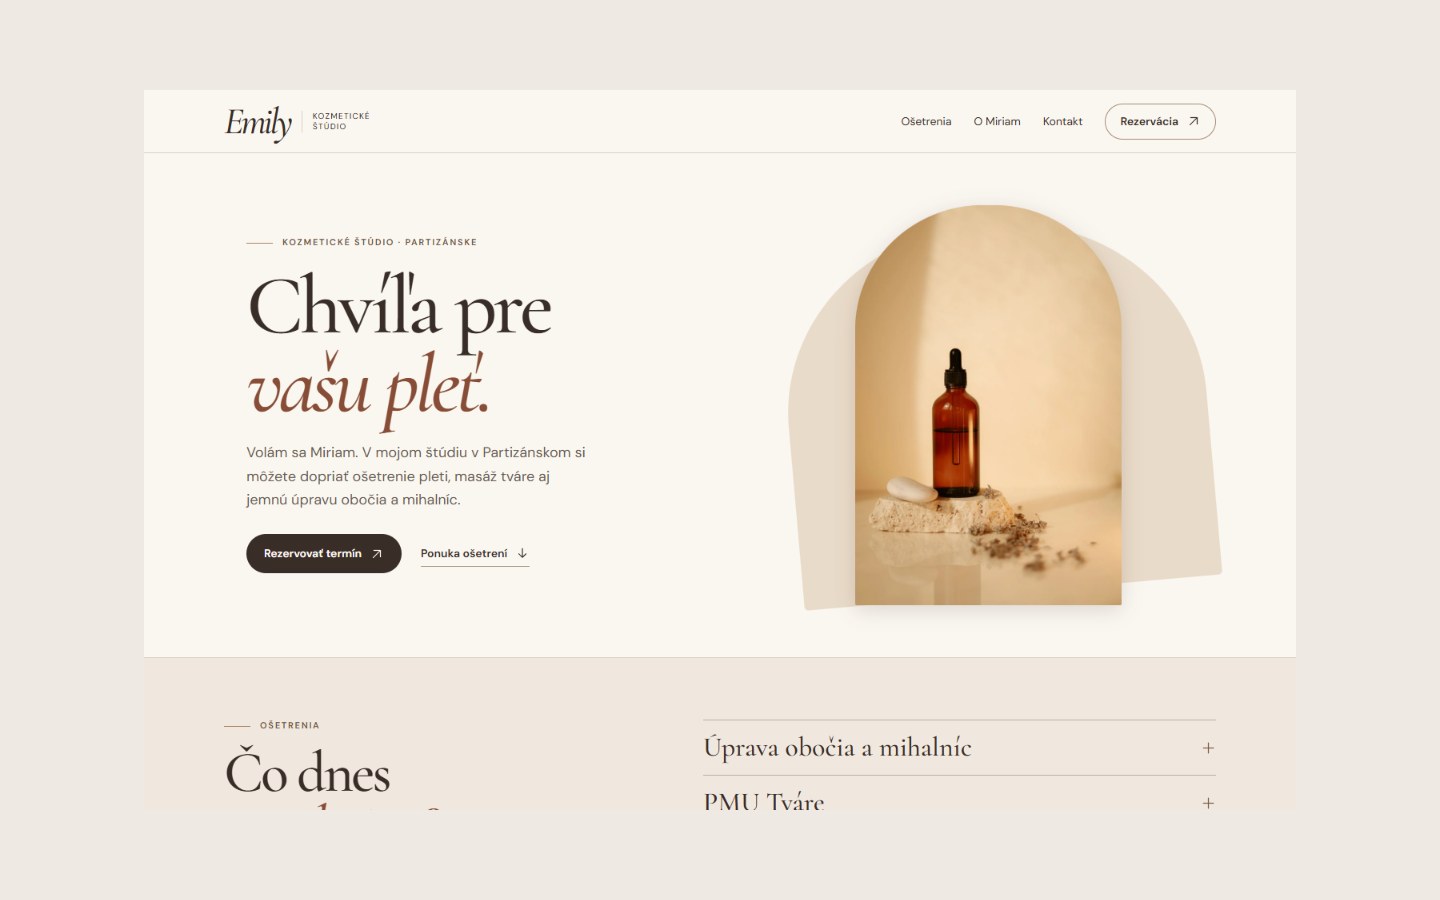 Emily
KOZMETICKÉ
ŠTÚDIO
Ošetrenia
O Miriam
Kontakt
Rezervácia
KOZMETICKÉ ŠTÚDIO · PARTIZÁNSKE
Chvíľa pre
vašu pleť.
Volám sa Miriam. V mojom štúdiu v Partizánskom si
môžete dopriať ošetrenie pleti, masáž tváre aj
jemnú úpravu obočia a mihalníc.
Rezervovať termín
Ponuka ošetrení
OŠETRENIA
Čo dnes
Úprava obočia a mihalníc
PMU Tváre